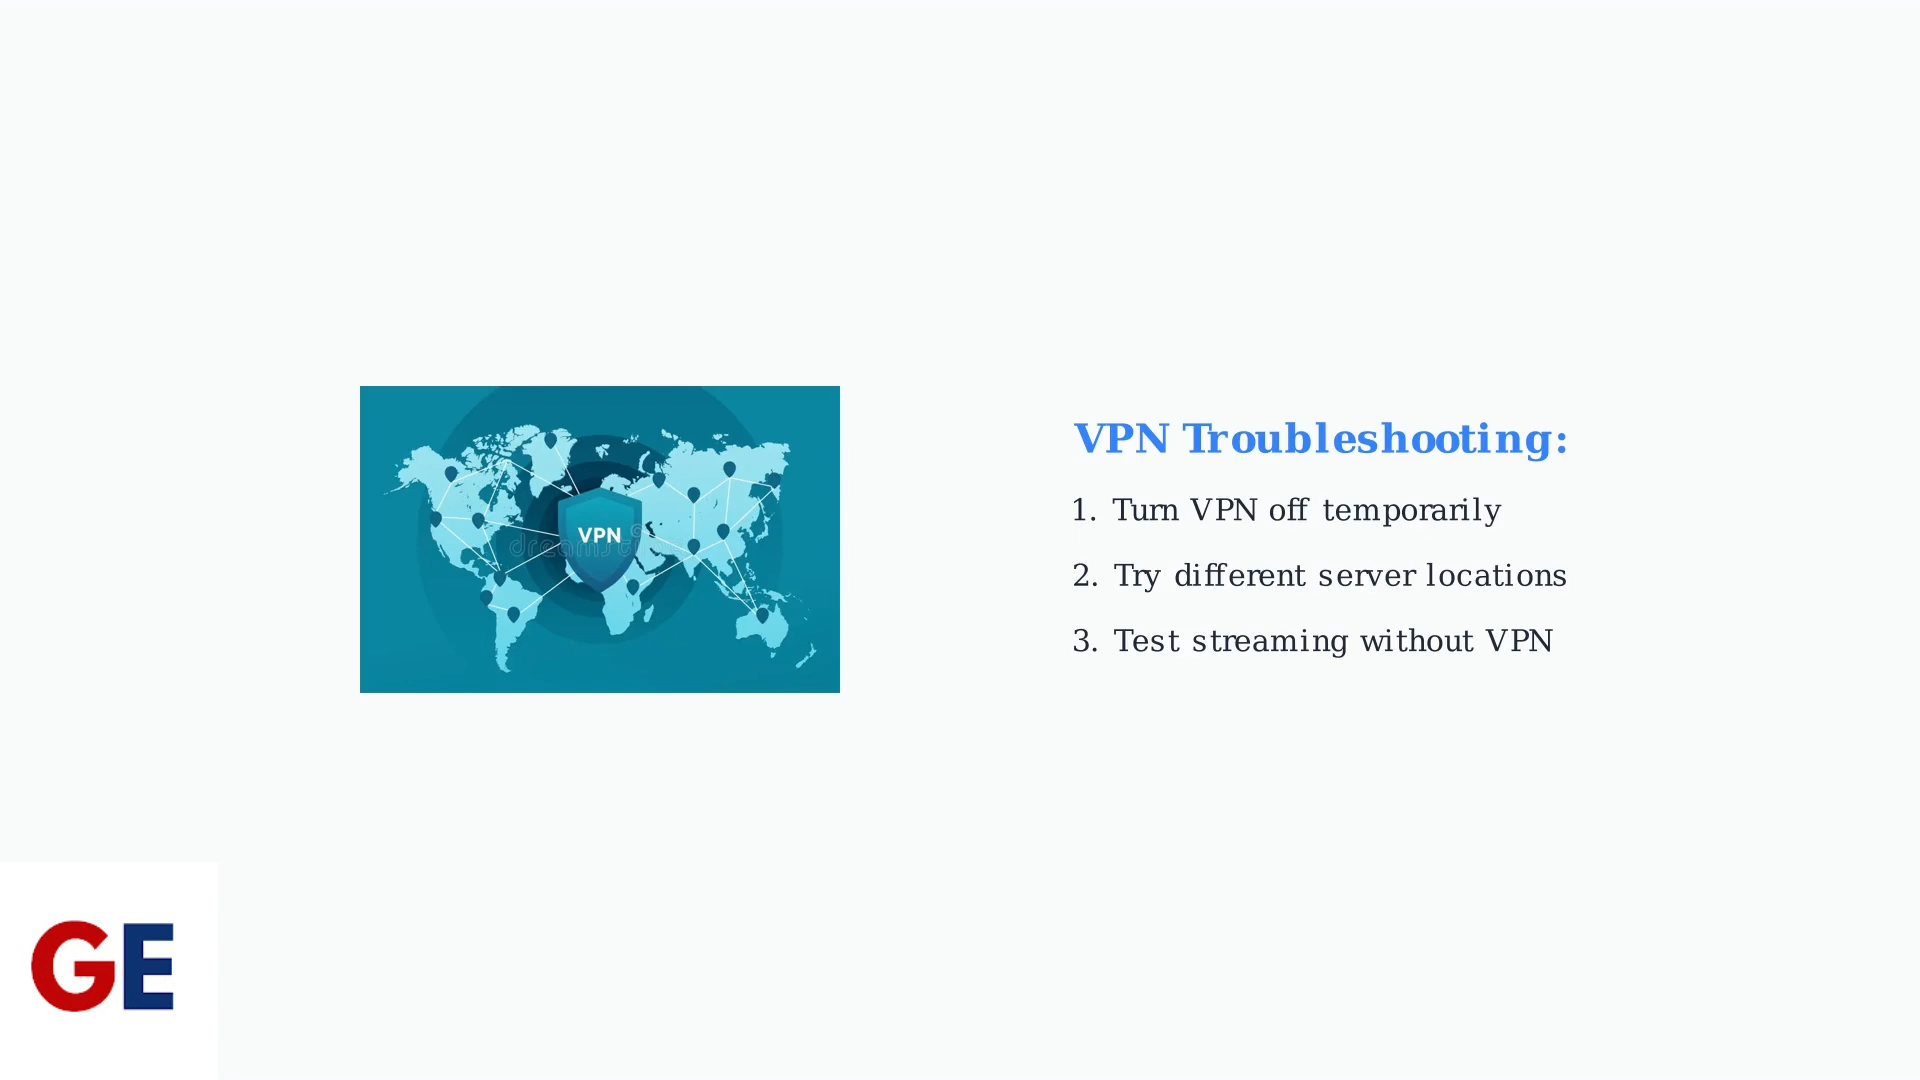 VPN
VPN Troubleshooting:
1. Turn VPN off temporarily
2. Try different server locations
3. Test streaming without VPN
GE